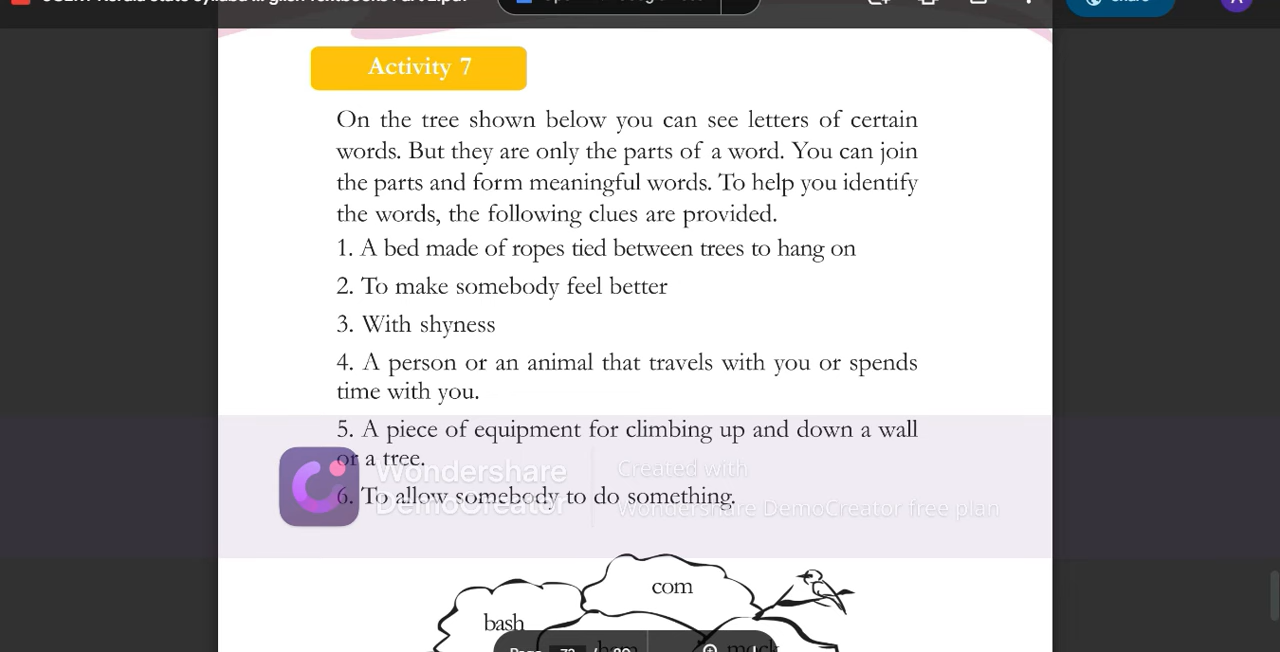 Activity 7
On the tree shown below you can see letters of certain
words. But they are only the parts of a word. You can join
the parts and form meaningful words. To help you identify
the words, the following clues are provided.
1. A bed made of ropes tied between trees to hang on
2. To make somebody feel better
3. With shyness
4. A person or an animal that travels with you or spends
time with you.
5. A piece of equipment for climbing up and down a wall
or a tree.
6. To allow somebody to do something.
Wondershare
DemoCreator
Created with
Wondershare DemoCreator free plan
com
bash
mock